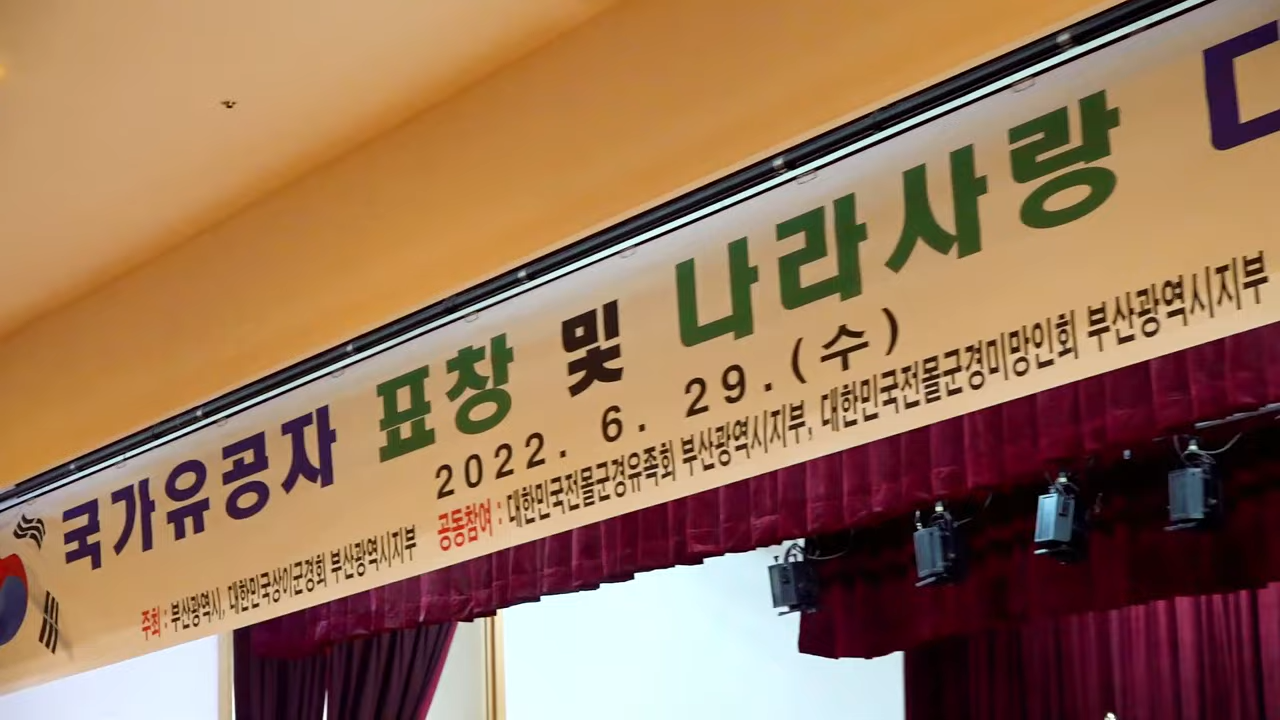 국가유공자 표창 및 나라사랑
2022. 6. 29.(수)
주최 : 부산광역시, 대한민국상이군경회 부산광역시지부 공동참여 : 대한민국전몰군경유족회 부산광역시지부, 대한민국전몰군경미망인회 부산광역시지부